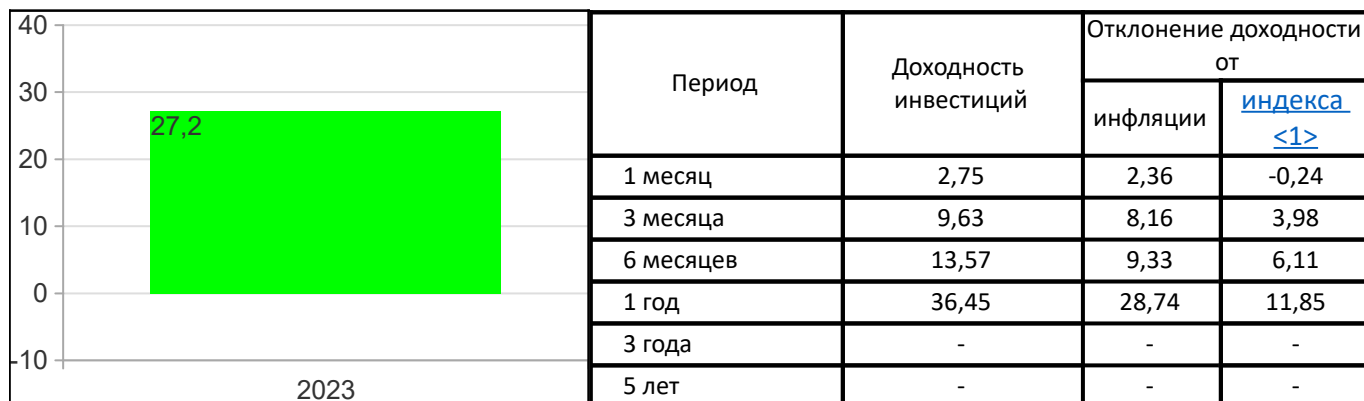 40
30
20
10
0
-10
27,2
2023
Период
Доходность
инвестиций
Отклонение доходности
от
инфляции
индекса
<1>
1 месяц 2,75 2,36 -0,24
3 месяца 9,63 8,16 3,98
6 месяцев 13,57 9,33 6,11
1 год 36,45 28,74 11,85
3 года - - -
5 лет - - -